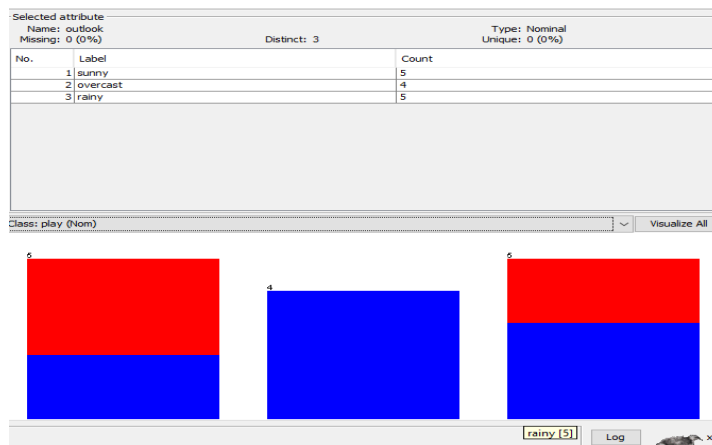 Selected attribute
Name: outlook Type: Nominal
Missing: 0 (0%) Distinct: 3 Unique: 0 (0%)
No. Label Count
1 sunny 5
2 overcast 4
3 rainy 5
Class: play (Nom) Visualize All
5 4 5
rainy [5] Log x